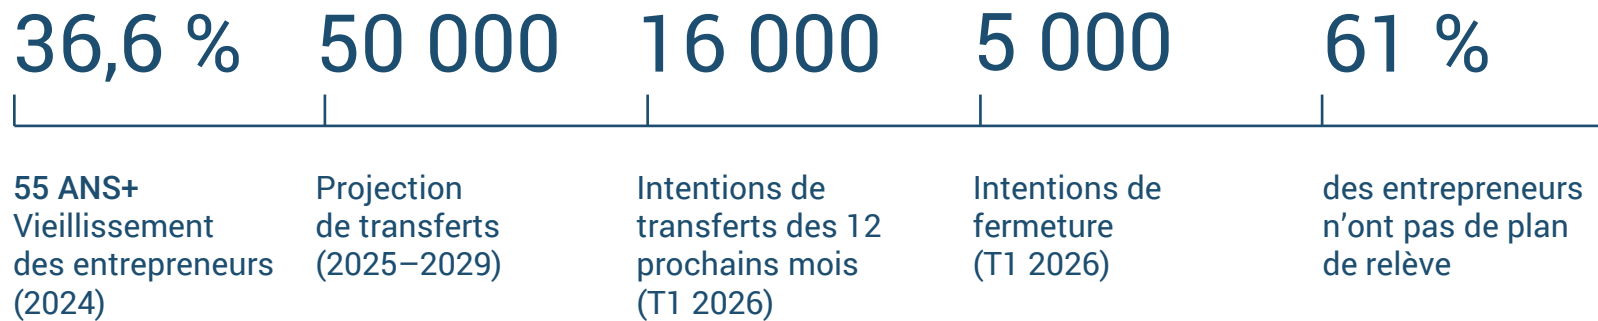 36,6 %
50 000
16 000
5 000
61 %
55 ANS+
Vieillissement
des entrepreneurs
(2024)
Projection
de transferts
(2025–2029)
Intentions de
transferts des 12
prochains mois
(T1 2026)
Intentions de
fermeture
(T1 2026)
des entrepreneurs
n’ont pas de plan
de relève